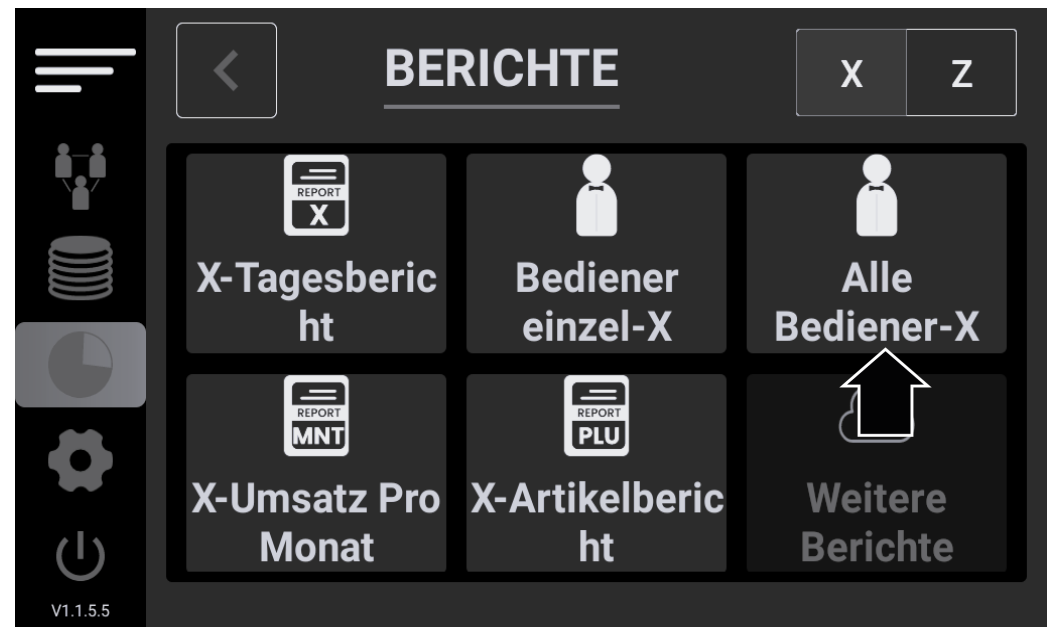 BERICHTE
X
Z
REPORT
X
X-Tagesberic
ht
Bediener
einzel-X
Alle
Bediener-X
REPORT
MNT
X-Umsatz Pro
Monat
REPORT
PLU
X-Artikelberic
ht
Weitere
Berichte
V1.1.5.5